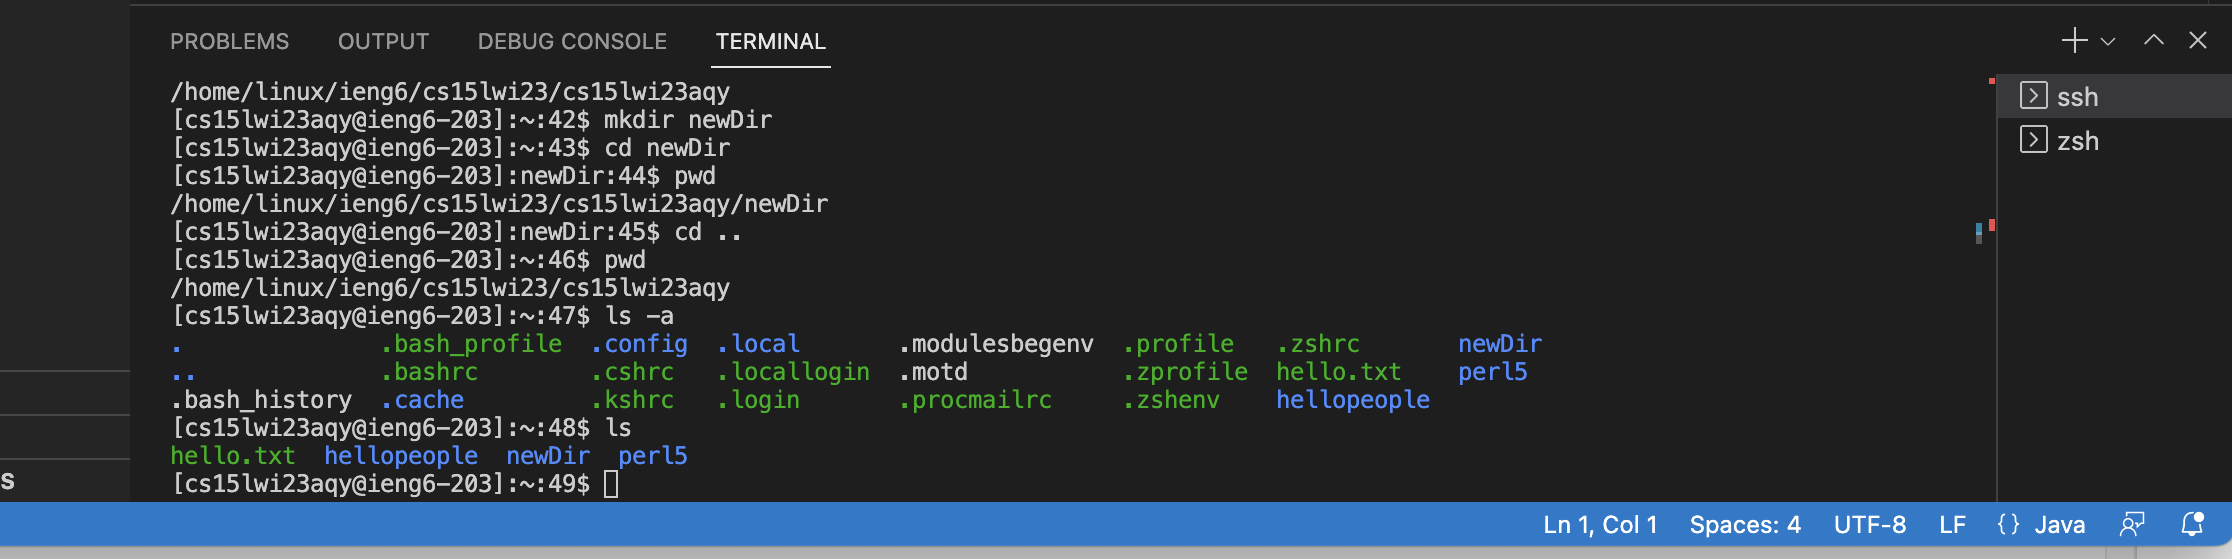 PROBLEMS OUTPUT DEBUG CONSOLE TERMINAL
/home/linux/ieng6/cs15lwi23/cs15lwi23aqy
[cs15lwi23aqy@ieng6-203]:~:42$ mkdir newDir
[cs15lwi23aqy@ieng6-203]:~:43$ cd newDir
[cs15lwi23aqy@ieng6-203]:newDir:44$ pwd
/home/linux/ieng6/cs15lwi23/cs15lwi23aqy/newDir
[cs15lwi23aqy@ieng6-203]:newDir:45$ cd ..
[cs15lwi23aqy@ieng6-203]:~:46$ pwd
/home/linux/ieng6/cs15lwi23/cs15lwi23aqy
[cs15lwi23aqy@ieng6-203]:~:47$ ls -a
. .bash_profile .config .local .modulesbegenv .profile .zshrc newDir
.. .bashrc .cshrc .locallogin .motd .zprofile hello.txt perl5
.bash_history .cache .kshrc .login .procmailrc .zshenv hellopeople
[cs15lwi23aqy@ieng6-203]:~:48$ ls
hello.txt hellopeople newDir perl5
[cs15lwi23aqy@ieng6-203]:~:49$
ssh
zsh
s
Ln 1, Col 1 Spaces: 4 UTF-8 LF {} Java